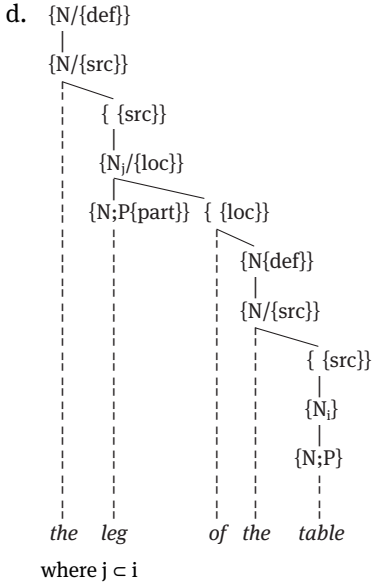 d. {N/{def}}
{N/{src}}
{ {src}}
{Nⱼ/{loc}}
{N;P{part}} { {loc}}
{N{def}}
{N/{src}}
{ {src}}
{Nᵢ}
{N;P}
the leg of the table
where j ⊂ i